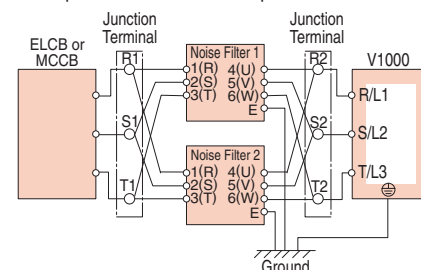 Junction
Terminal
ELCB or
MCCB
R1
S1
T1
Noise Filter 1
1(R) 4(U)
2(S) 5(V)
3(T) 6(W)
E
Noise Filter 2
1(R) 4(U)
2(S) 5(V)
3(T) 6(W)
E
Junction
Terminal
R2
S2
T2
V1000
R/L1
S/L2
T/L3
Ground